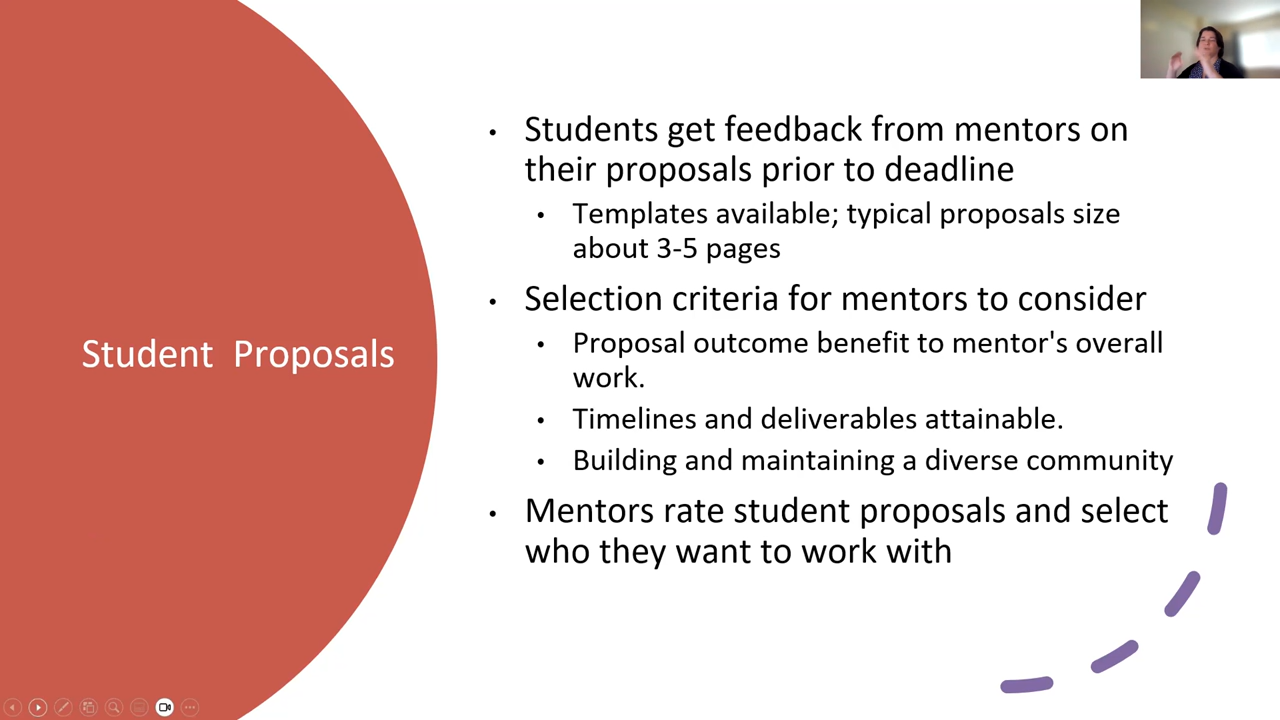 Student  Proposals
• Students get feedback from mentors on
their proposals prior to deadline
• Templates available; typical proposals size
about 3-5 pages
• Selection criteria for mentors to consider
• Proposal outcome benefit to mentor's overall
work.
• Timelines and deliverables attainable.
• Building and maintaining a diverse community
• Mentors rate student proposals and select
who they want to work with